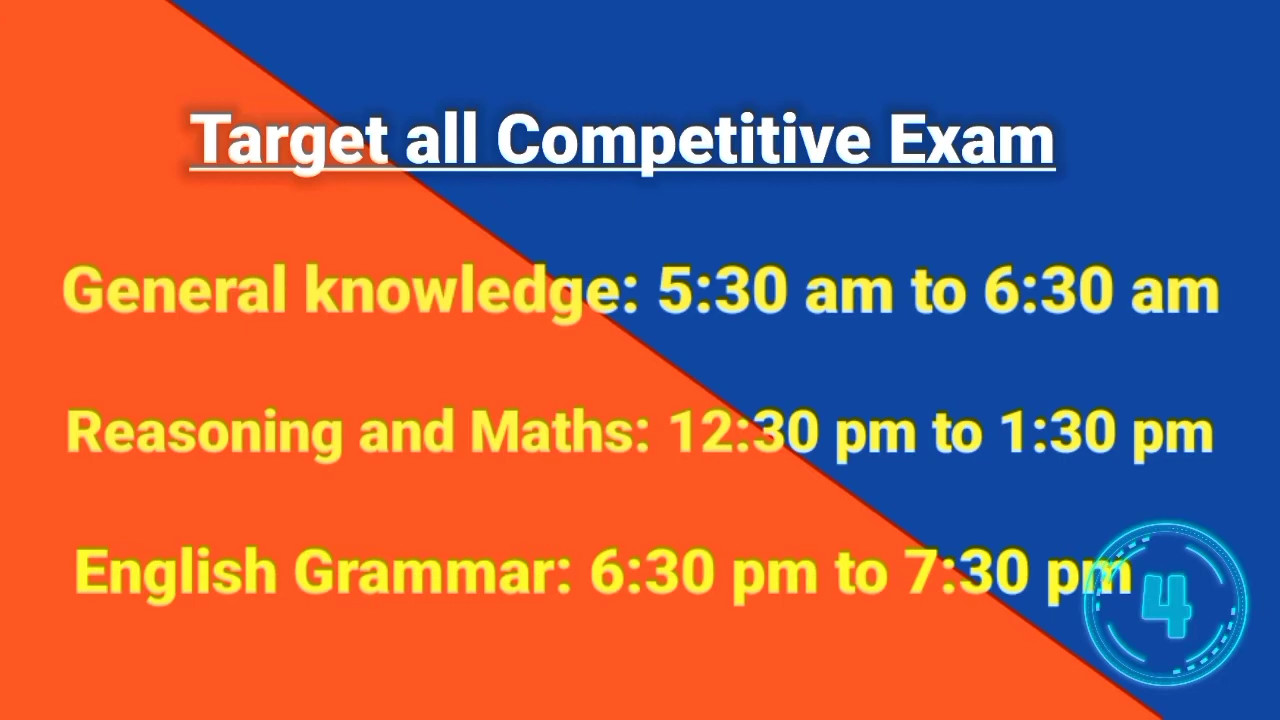 Target all Competitive Exam
General knowledge: 5:30 am to 6:30 am
Reasoning and Maths: 12:30 pm to 1:30 pm
English Grammar: 6:30 pm to 7:30 pm
4